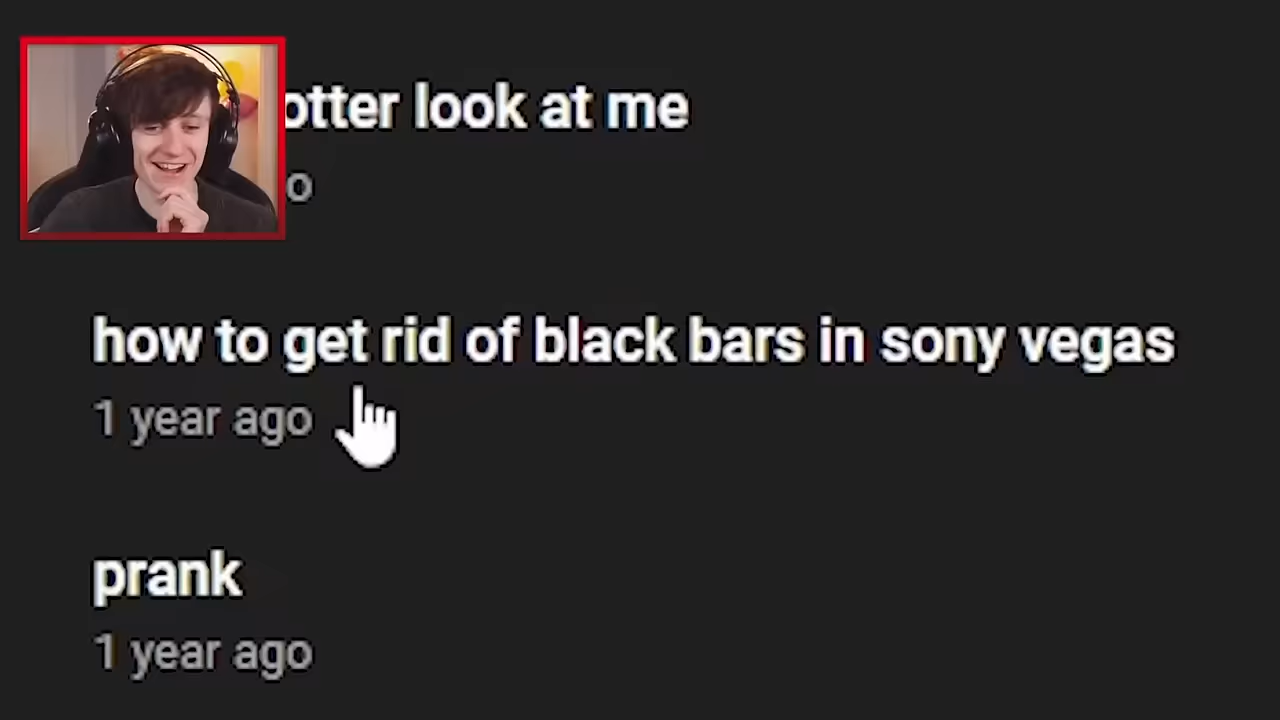 look at me
how to get rid of black bars in sony vegas
1 year ago
prank
1 year ago